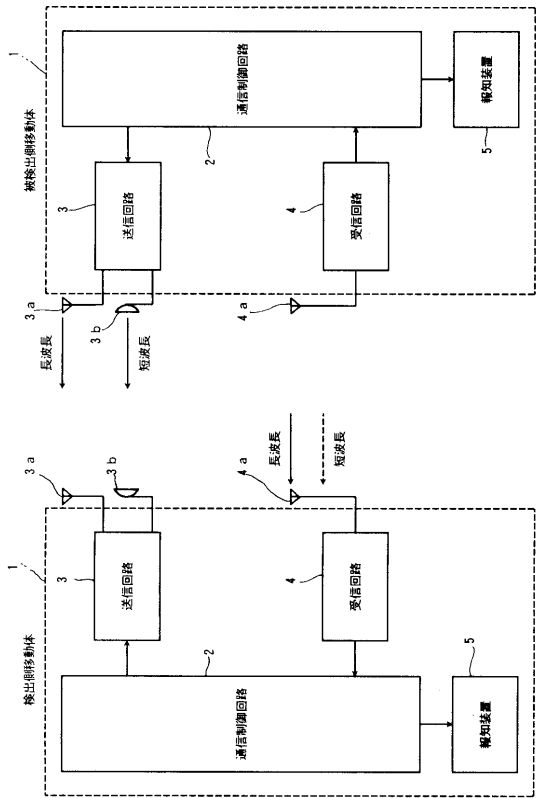 1
検出側移動体
3a
長波長
3a
1
被検出側移動体
3
3
3b
3b
送信回路
短波長
送信回路
2
2
通信制御回路
4a
長波長
4a
通信制御回路
4
4
短波長
受信回路
受信回路
5
報知装置
報知装置
5